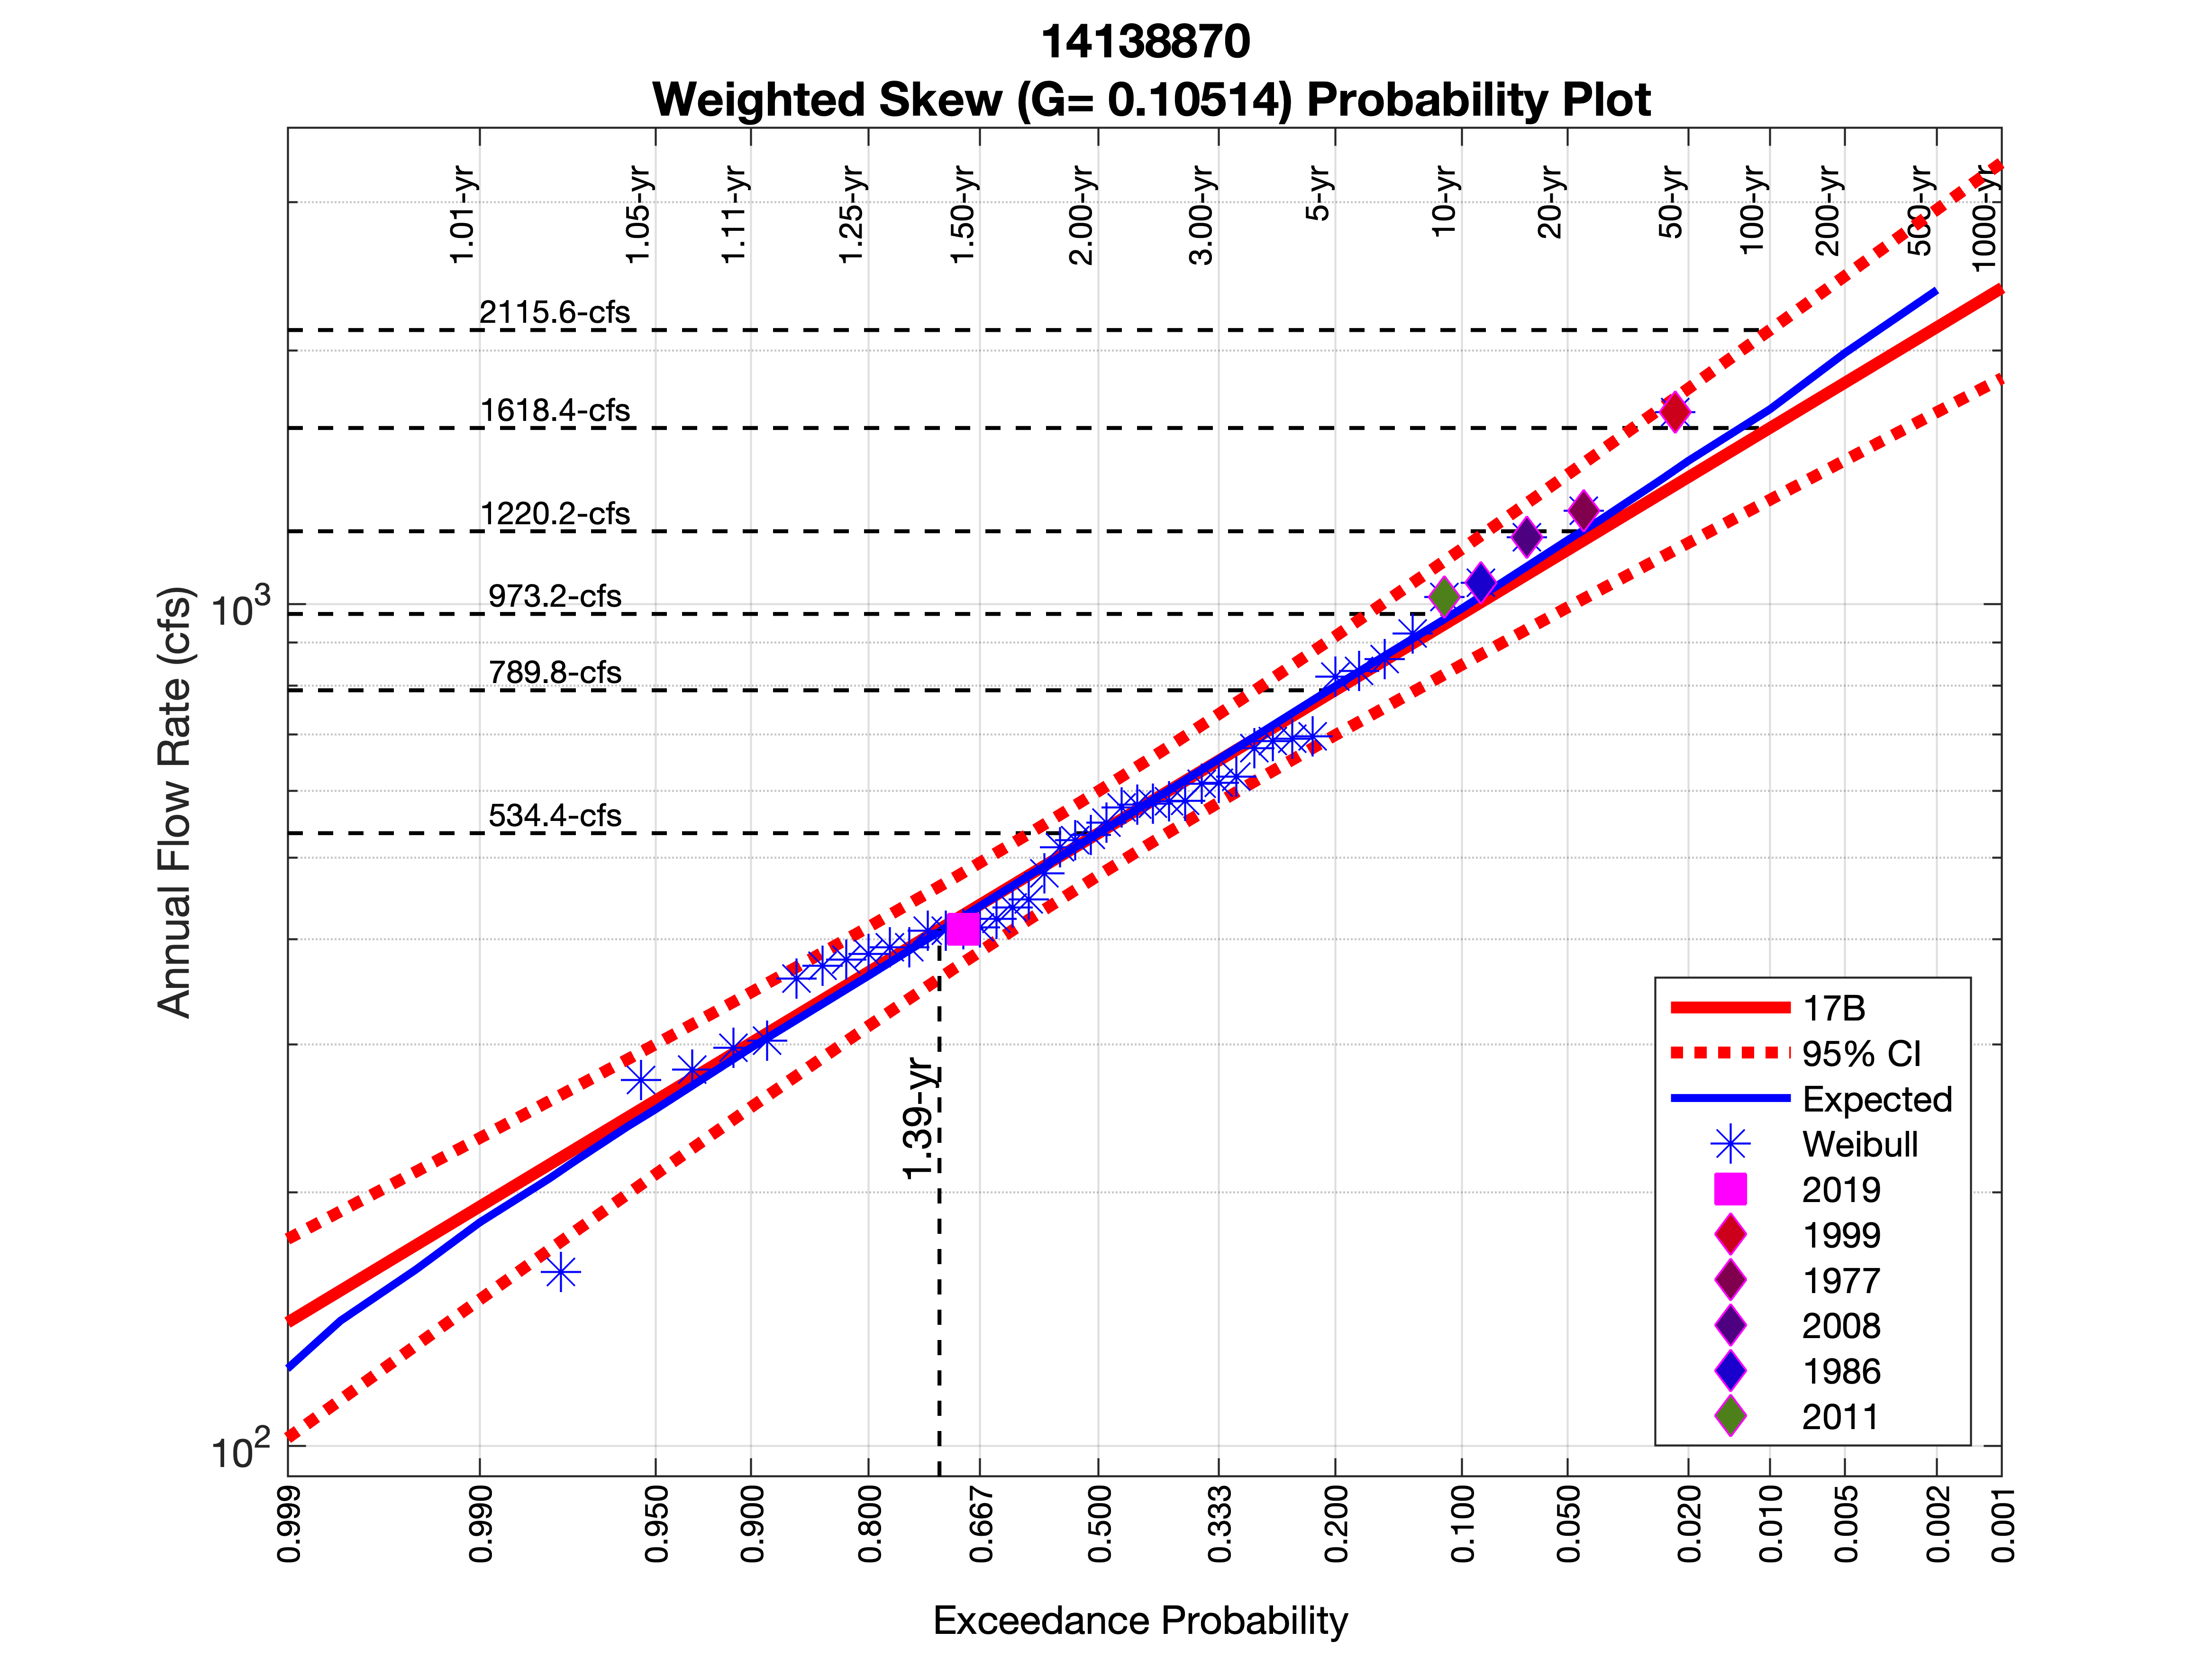 14138870
Weighted Skew (G= 0.10514) Probability Plot
1.01-yr
1.05-yr
1.11-yr
1.25-yr
1.50-yr
2.00-yr
3.00-yr
5-yr
10-yr
20-yr
50-yr
100-yr
200-yr
500-yr
1000-yr
2115.6-cfs
1618.4-cfs
1220.2-cfs
973.2-cfs
789.8-cfs
534.4-cfs
1.39-yr
Annual Flow Rate (cfs)
10³
10²
17B
95% CI
Expected
Weibull
2019
1999
1977
2008
1986
2011
0.999
0.990
0.950
0.900
0.800
0.667
0.500
0.333
0.200
0.100
0.050
0.020
0.010
0.005
0.002
0.001
Exceedance Probability